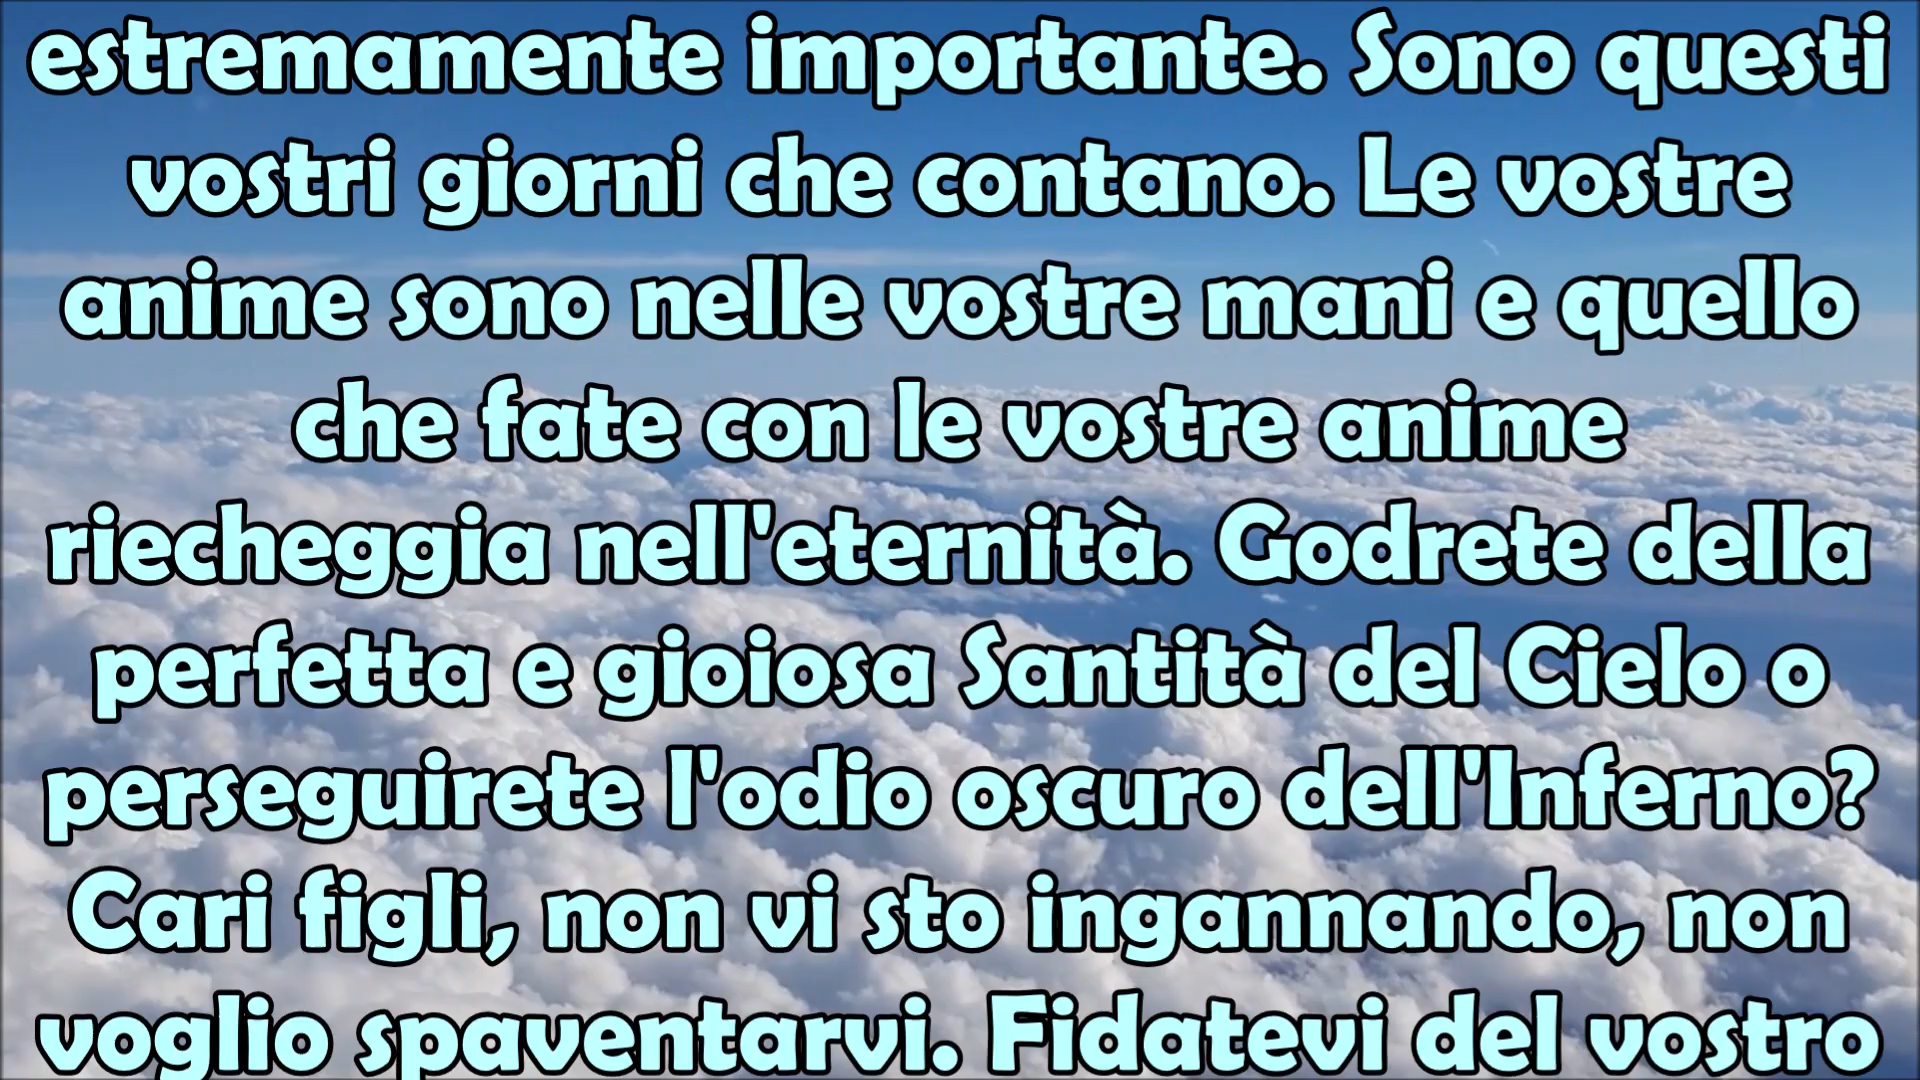 estremamente importante. Sono questi
vostri giorni che contano. Le vostre
anime sono nelle vostre mani e quello
che fate con le vostre anime
riecheggia nell'eternità. Godrete della
perfetta e gioiosa Santità del Cielo o
perseguirete l'odio oscuro dell'Inferno?
Cari figli, non vi sto ingannando, non
voglio spaventarvi. Fidatevi del vostro